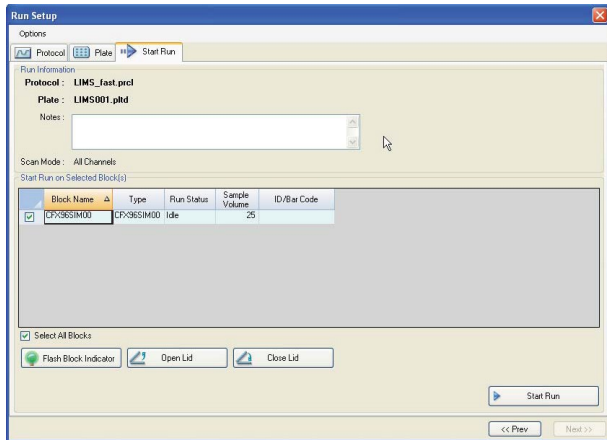 Run Setup
Options
Protocol Plate Start Run
Run Information
Protocol : LIMS_fast.prcl
Plate : LIMS001.pltd
Notes :
Scan Mode : All Channels
Start Run on Selected Block(s)
Block Name Type Run Status Sample Volume ID/Bar Code
CFX96SIM00 CFX96SIM00 Idle 25
Select All Blocks
Flash Block Indicator Open Lid Close Lid
Start Run
<< Prev Next >>